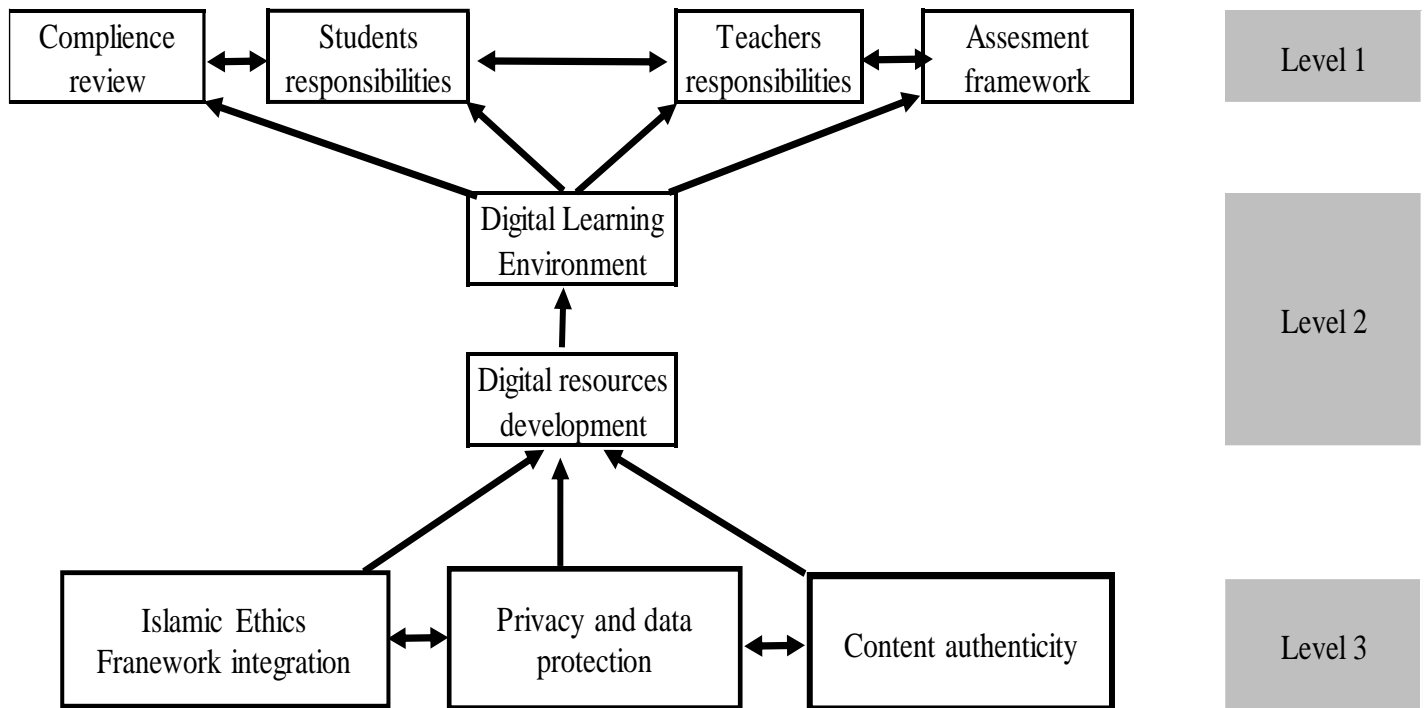 Complience
review
Students
responsibilities
Teachers
responsibilities
Assesment
framework
Level 1
Digital Learning
Environment
Digital resources
development
Level 2
Islamic Ethics
Franework integration
Privacy and data
protection
Content authenticity
Level 3